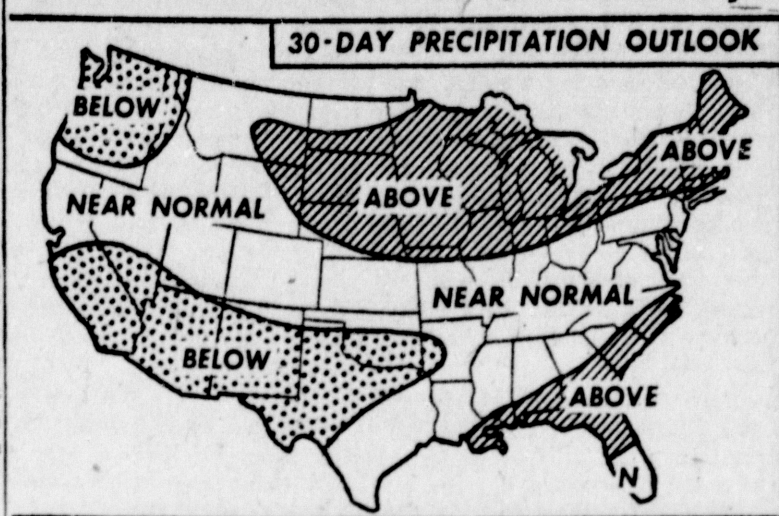 30-DAY PRECIPITATION OUTLOOK
BELOW
ABOVE
NEAR NORMAL
ABOVE
NEAR NORMAL
BELOW
ABOVE
N